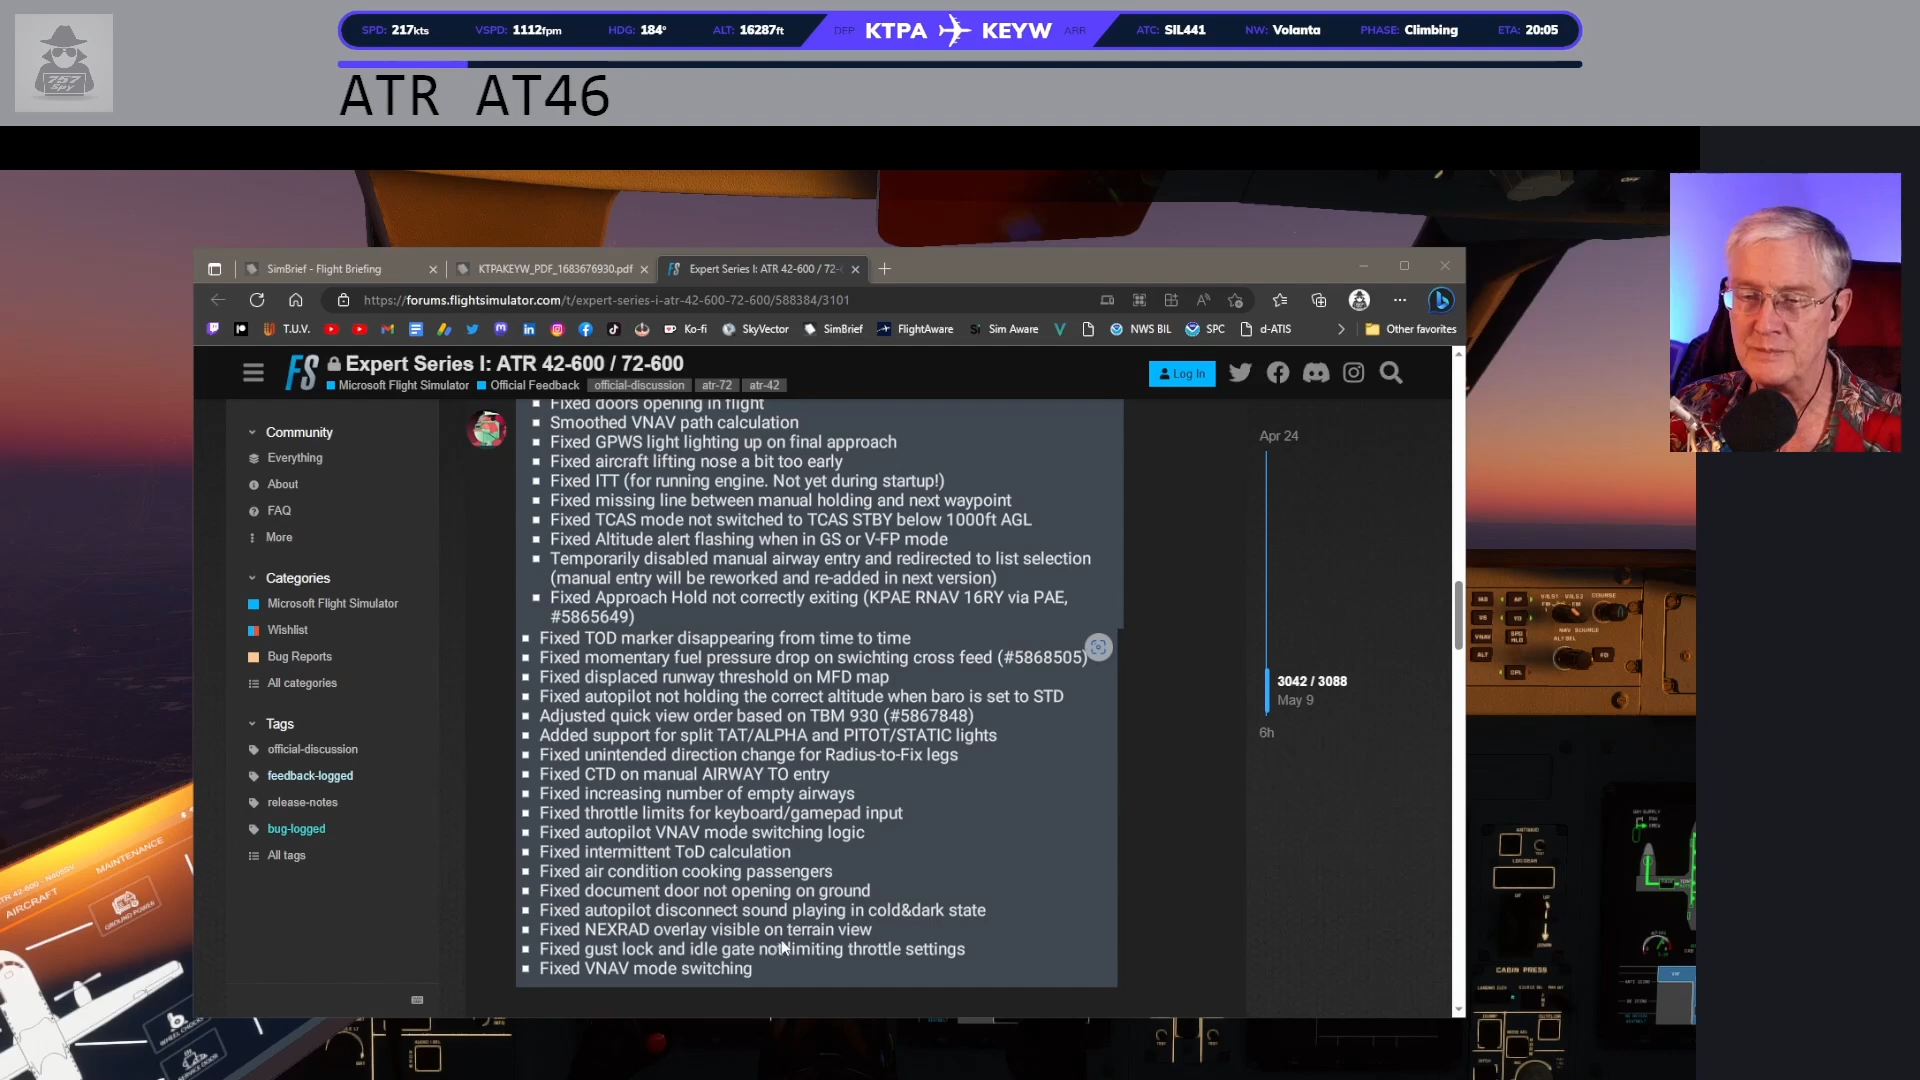 SPD: 217kts VSPD: 1112fpm HDG: 184° ALT: 16287ft DEP KTPA KEYW ARR ATC: SIL441 NW: Volanta PHASE: Climbing ETA: 20:05
757
SPY
ATR AT46
SimBrief - Flight Briefing KTPAKEYW_PDF_1683676930.pdf Expert Series I: ATR 42-600 / 72-
https://forums.flightsimulator.com/t/expert-series-i-atr-42-600-72-600/588384/3101
T.U.V. Ko-fi SkyVector SimBrief FlightAware Sim Aware NWS BIL SPC d-ATIS Other favorites
FS Expert Series I: ATR 42-600 / 72-600
Microsoft Flight Simulator Official Feedback official-discussion atr-72 atr-42
Log In
Community
Everything
About
FAQ
More
Categories
Microsoft Flight Simulator
Wishlist
Bug Reports
All categories
Tags
official-discussion
feedback-logged
release-notes
bug-logged
All tags
Fixed doors opening in flight
Smoothed VNAV path calculation
Fixed GPWS light lighting up on final approach
Fixed aircraft lifting nose a bit too early
Fixed ITT (for running engine. Not yet during startup!)
Fixed missing line between manual holding and next waypoint
Fixed TCAS mode not switched to TCAS STBY below 1000ft AGL
Fixed Altitude alert flashing when in GS or V-FP mode
Temporarily disabled manual airway entry and redirected to list selection
(manual entry will be reworked and re-added in next version)
Fixed Approach Hold not correctly exiting (KPAE RNAV 16RY via PAE,
#5865649)
Fixed TOD marker disappearing from time to time
Fixed momentary fuel pressure drop on swichting cross feed (#5868505)
Fixed displaced runway threshold on MFD map
Fixed autopilot not holding the correct altitude when baro is set to STD
Adjusted quick view order based on TBM 930 (#5867848)
Added support for split TAT/ALPHA and PITOT/STATIC lights
Fixed unintended direction change for Radius-to-Fix legs
Fixed CTD on manual AIRWAY TO entry
Fixed increasing number of empty airways
Fixed throttle limits for keyboard/gamepad input
Fixed autopilot VNAV mode switching logic
Fixed intermittent ToD calculation
Fixed air condition cooking passengers
Fixed document door not opening on ground
Fixed autopilot disconnect sound playing in cold&dark state
Fixed NEXRAD overlay visible on terrain view
Fixed gust lock and idle gate not limiting throttle settings
Fixed VNAV mode switching
Apr 24
3042 / 3088
May 9
6h
AIRCRAFT
MAINTENANCE
GROUND POWER
COURSE
NAV SOURCE
CABIN PRESS